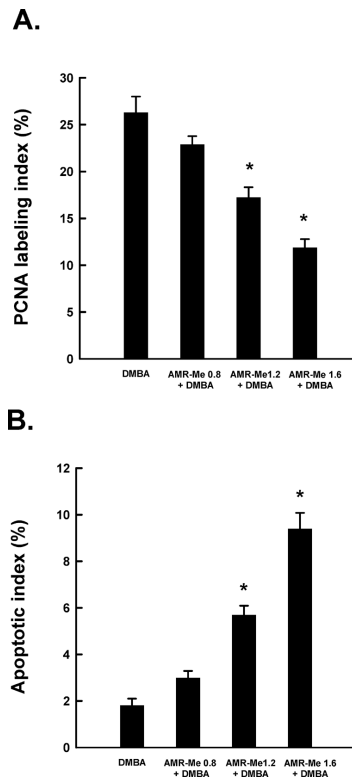 A.
PCNA labeling index (%)
30
25
20
15
10
5
0
*
*
DMBA
AMR-Me 0.8 + DMBA
AMR-Me1.2 + DMBA
AMR-Me 1.6 + DMBA
B.
Apoptotic index (%)
12
10
8
6
4
2
0
*
*
DMBA
AMR-Me 0.8 + DMBA
AMR-Me1.2 + DMBA
AMR-Me 1.6 + DMBA